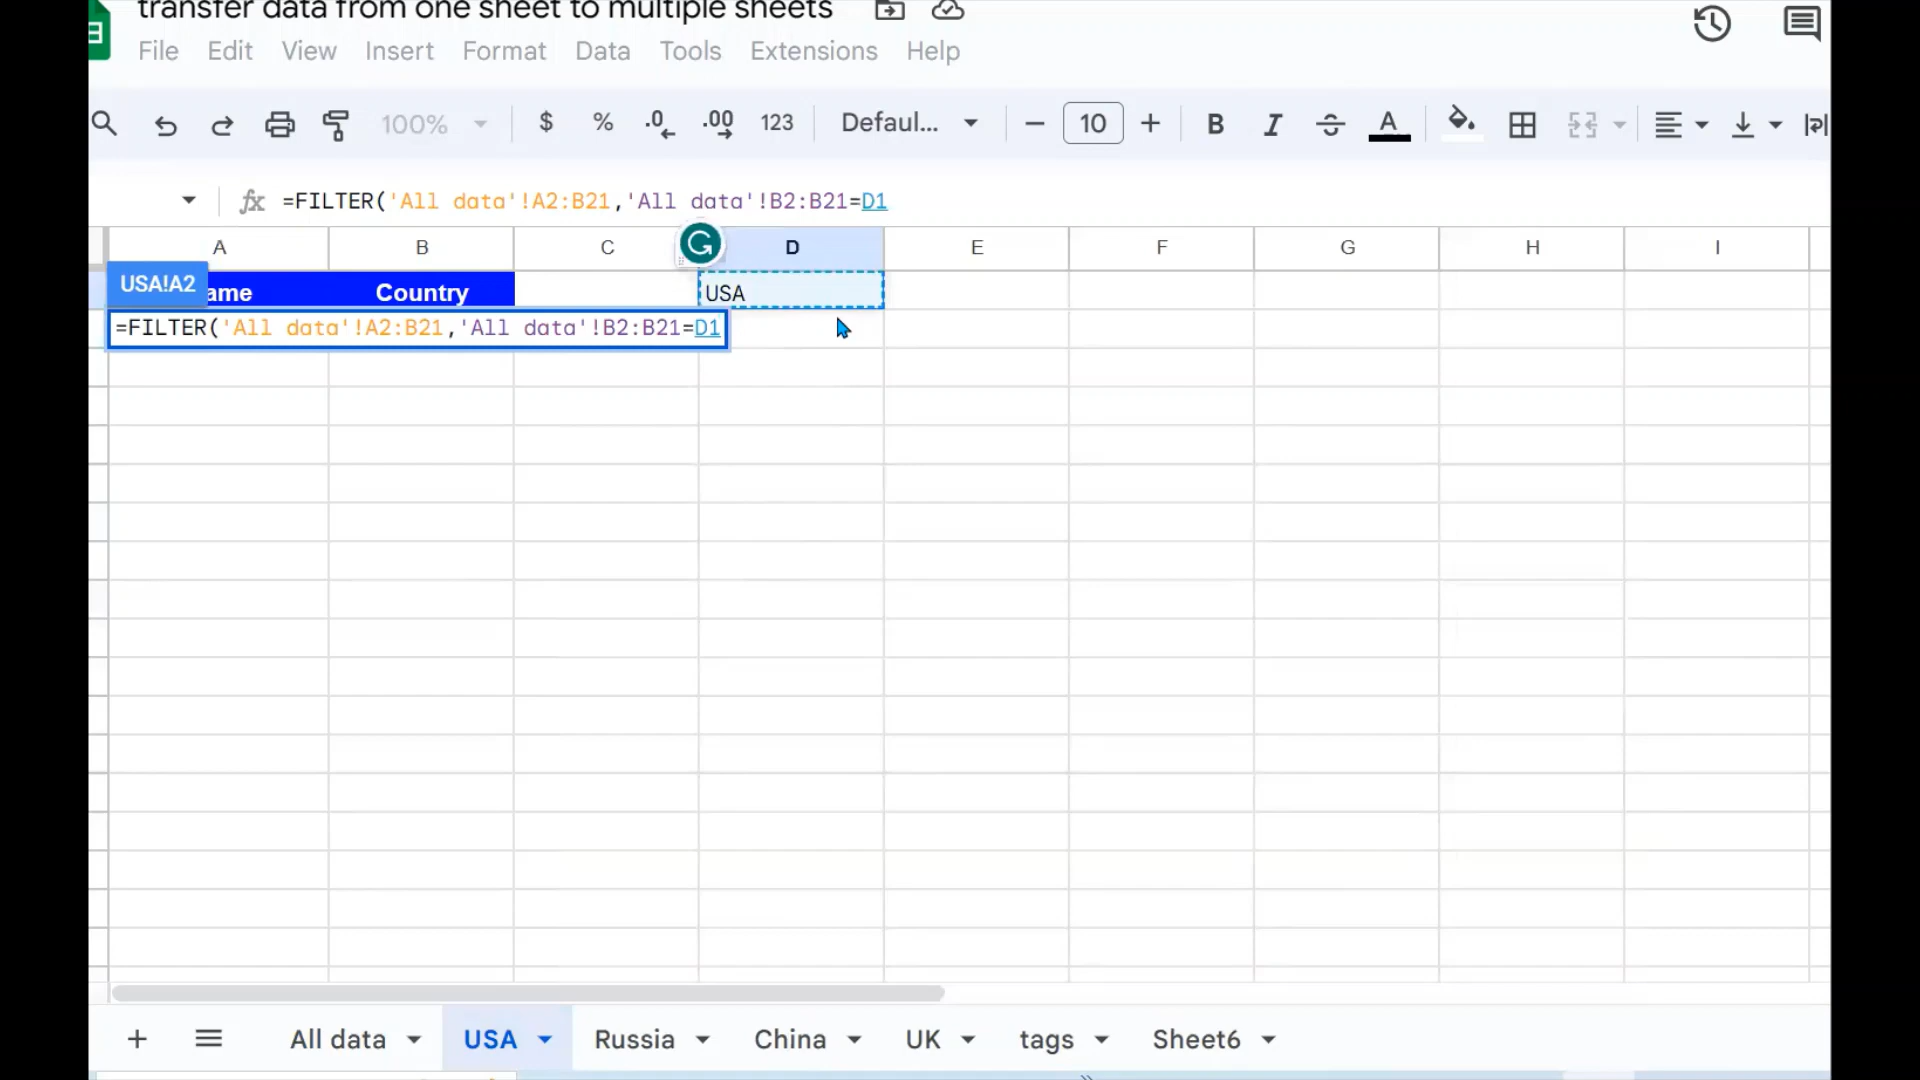 transfer data from one sheet to multiple sheets
File Edit View Insert Format Data Tools Extensions Help
100% $ % .0 .00 123 Defaul... 10 B I S A
fx =FILTER('All data'!A2:B21,'All data'!B2:B21=D1
A B C D E F G H I
USA!A2 ame Country USA
=FILTER('All data'!A2:B21,'All data'!B2:B21=D1
All data USA Russia China UK tags Sheet6